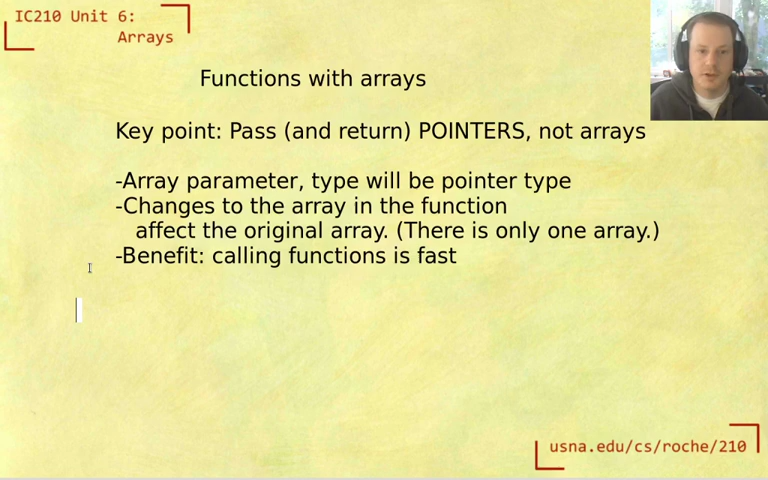 IC210 Unit 6:
Arrays
Functions with arrays
Key point: Pass (and return) POINTERS, not arrays
-Array parameter, type will be pointer type
-Changes to the array in the function
affect the original array. (There is only one array.)
-Benefit: calling functions is fast
usna.edu/cs/roche/210